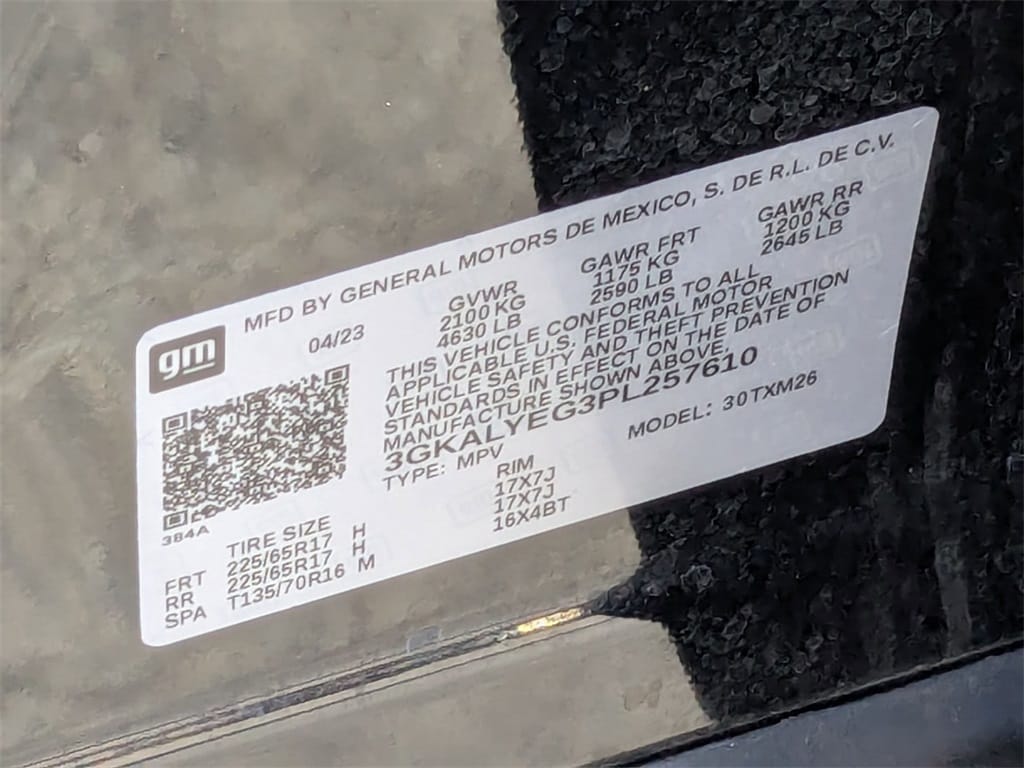 MFD BY GENERAL MOTORS DE MEXICO, S. DE R.L. DE C.V.
gm
04/23
GVWR GAWR FRT GAWR RR
2100 KG 1175 KG 1200 KG
4630 LB 2590 LB 2645 LB
THIS VEHICLE CONFORMS TO ALL
APPLICABLE U.S. FEDERAL MOTOR
VEHICLE SAFETY AND THEFT PREVENTION
STANDARDS IN EFFECT ON THE DATE OF
MANUFACTURE SHOWN ABOVE.
3GKALYEG3PL257610
TYPE: MPV MODEL: 30TXM26
384A
TIRE SIZE RIM
FRT 225/65R17 H 17X7J
RR 225/65R17 H 17X7J
SPA T135/70R16 M 16X4BT